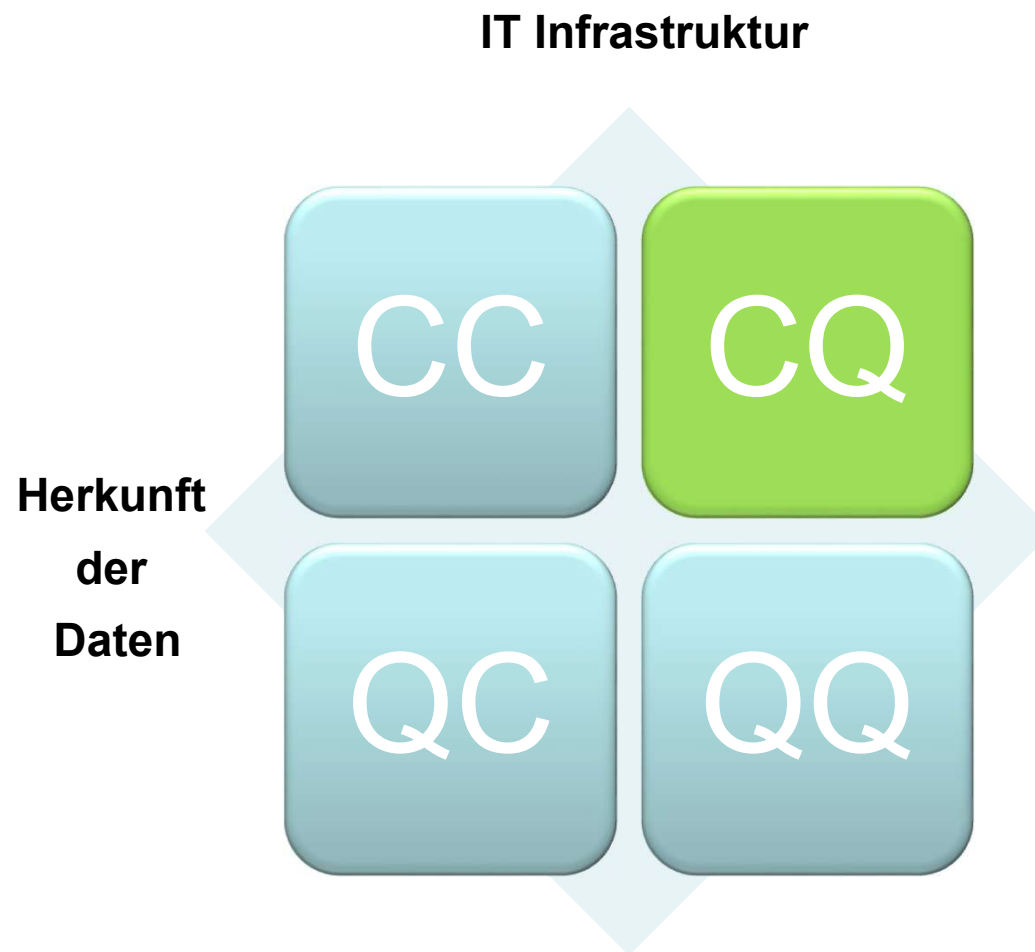 IT Infrastruktur
CC
CQ
Herkunft
der
Daten
QC
QQ